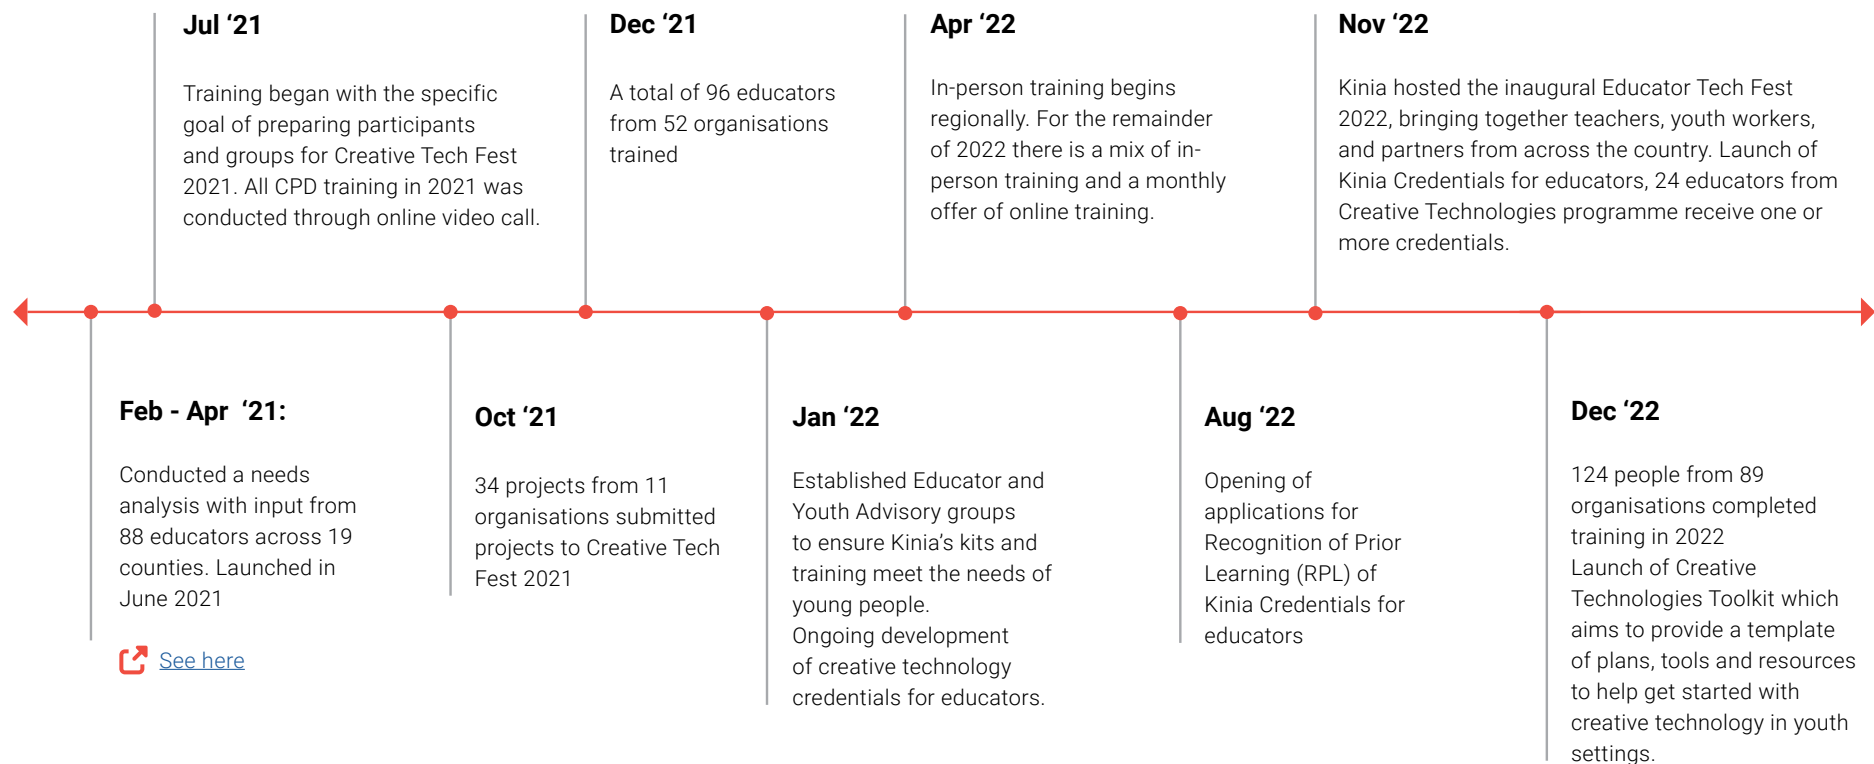 Jul ‘21
Training began with the specific
goal of preparing participants
and groups for Creative Tech Fest
2021. All CPD training in 2021 was
conducted through online video call.
Dec ‘21
A total of 96 educators
from 52 organisations
trained
Apr ‘22
In-person training begins
regionally. For the remainder
of 2022 there is a mix of in-
person training and a monthly
offer of online training.
Nov ‘22
Kinia hosted the inaugural Educator Tech Fest
2022, bringing together teachers, youth workers,
and partners from across the country. Launch of
Kinia Credentials for educators, 24 educators from
Creative Technologies programme receive one or
more credentials.
Feb - Apr ‘21:
Conducted a needs
analysis with input from
88 educators across 19
counties. Launched in
June 2021
See here
Oct ‘21
34 projects from 11
organisations submitted
projects to Creative Tech
Fest 2021
Jan ‘22
Established Educator and
Youth Advisory groups
to ensure Kinia’s kits and
training meet the needs of
young people.
Ongoing development
of creative technology
credentials for educators.
Aug ‘22
Opening of
applications for
Recognition of Prior
Learning (RPL) of
Kinia Credentials for
educators
Dec ‘22
124 people from 89
organisations completed
training in 2022
Launch of Creative
Technologies Toolkit which
aims to provide a template
of plans, tools and resources
to help get started with
creative technology in youth
settings.